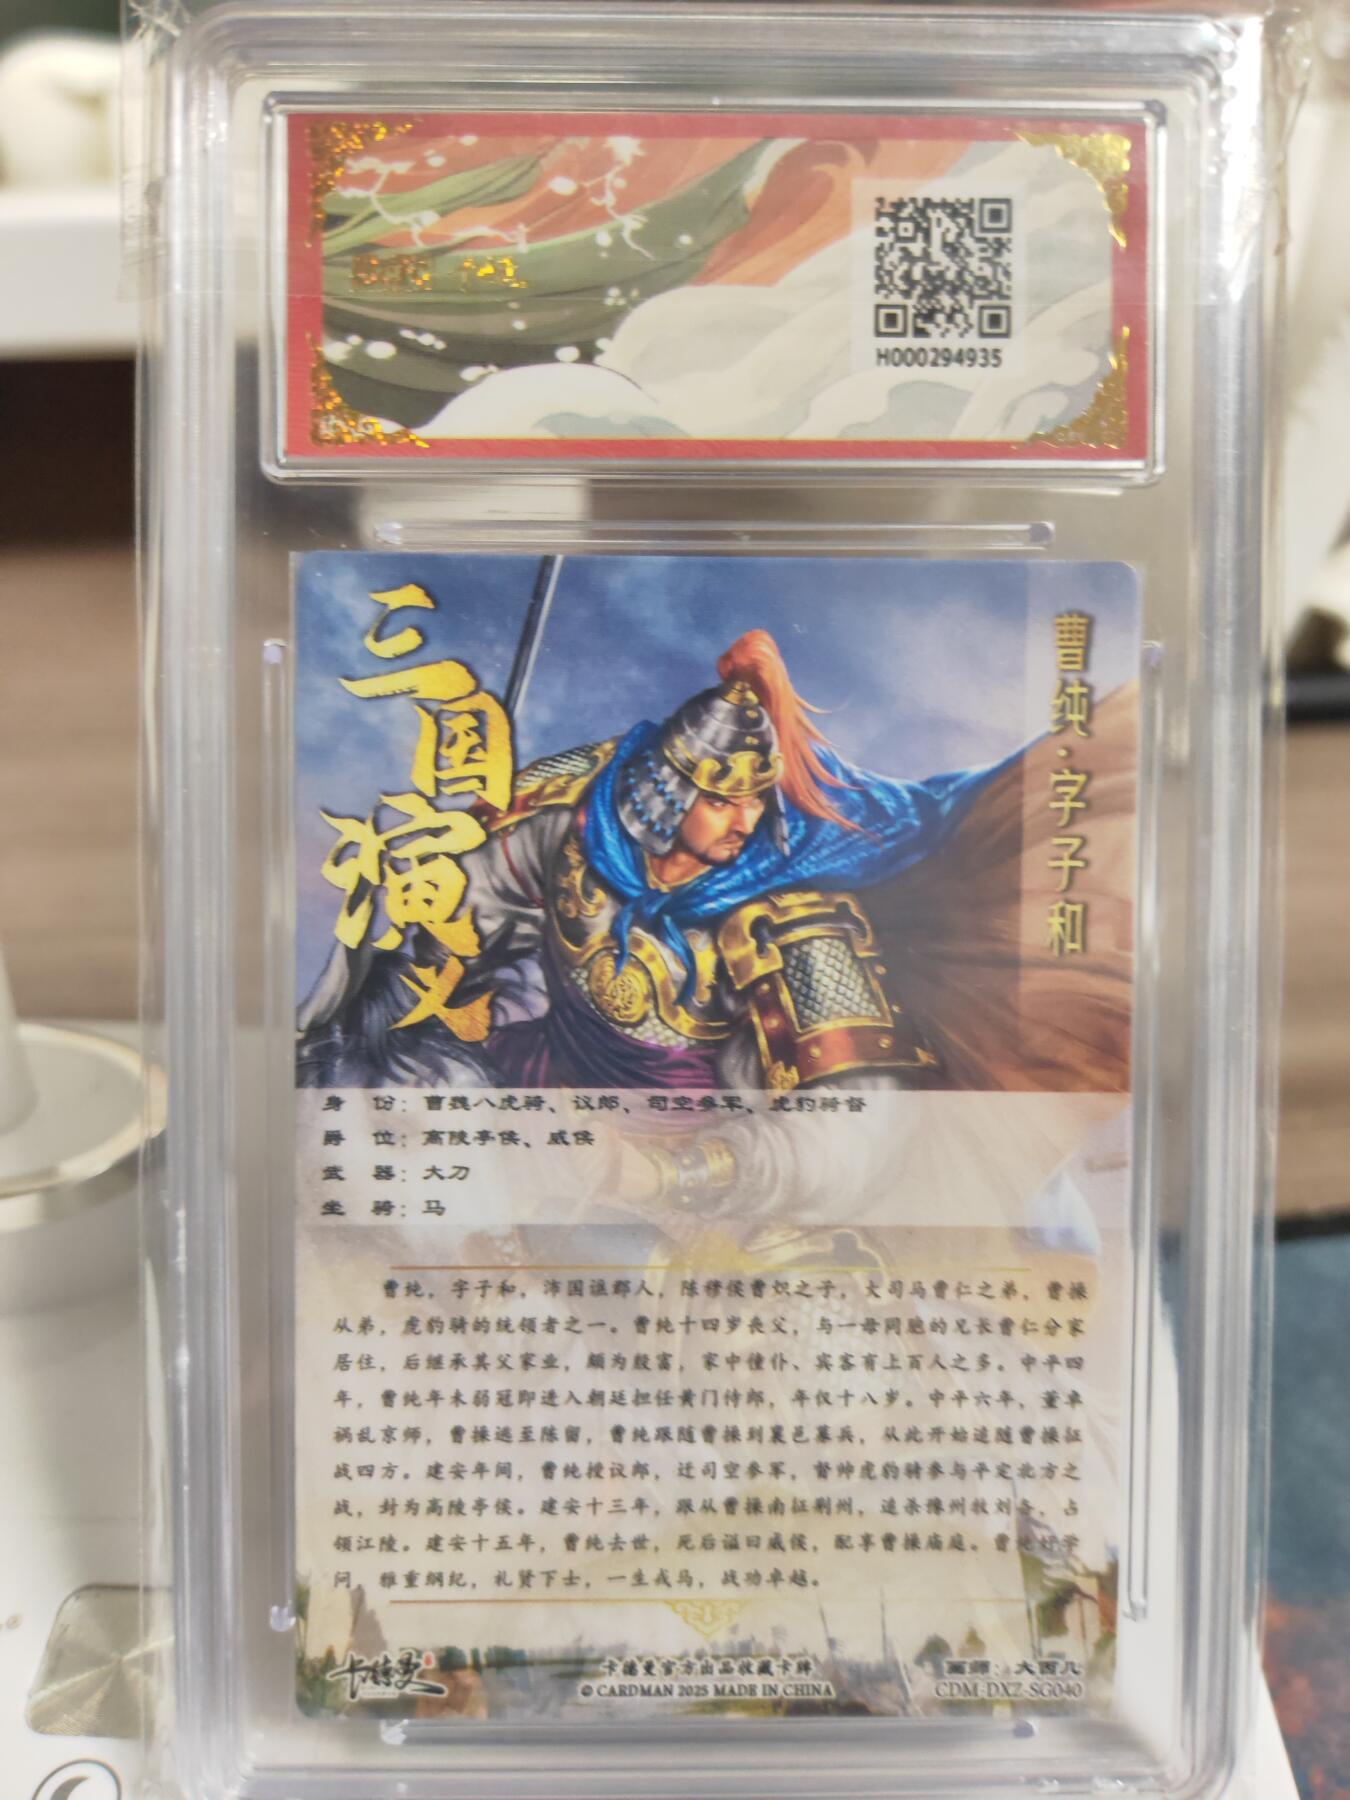 H000294935
三国演义
曹纯·字子和
身 份：曹魏八虎骑、议郎、司空参军、虎豹骑督
爵 位：高陵亭侯、威侯
武 器：大刀
坐 骑：马
曹纯，字子和，沛国谯郡人，陈穆侯曹炽之子，大司马曹仁之弟，曹操
从弟，虎豹骑的统领者之一。曹纯十四岁丧父，与一母同胞的兄长曹仁分家
居住，后继承其父家业，颇为殷富，家中僮仆、宾客有上百人之多。中平四
年，曹纯年未弱冠即进入朝廷担任黄门侍郎，年仅十八岁。中平六年，董卓
祸乱京师，曹操逃至陈留，曹纯跟随曹操到襄邑募兵，从此开始追随曹操征
战四方。建安年间，曹纯授议郎，迁司空参军，督帅虎豹骑参与平定北方之
战，封为高陵亭侯。建安十三年，跟从曹操南征荆州，追杀豫州牧刘备，占
领江陵。建安十五年，曹纯去世，死后谥曰威侯，配享曹操庙庭。曹纯好学
问，雅重纲纪，礼贤下士，一生戎马，战功卓越。
卡德曼
卡德曼官方出品收藏卡牌
© CARDMAN 2025 MADE IN CHINA
画师：大西几
CDM-DXZ-SG040